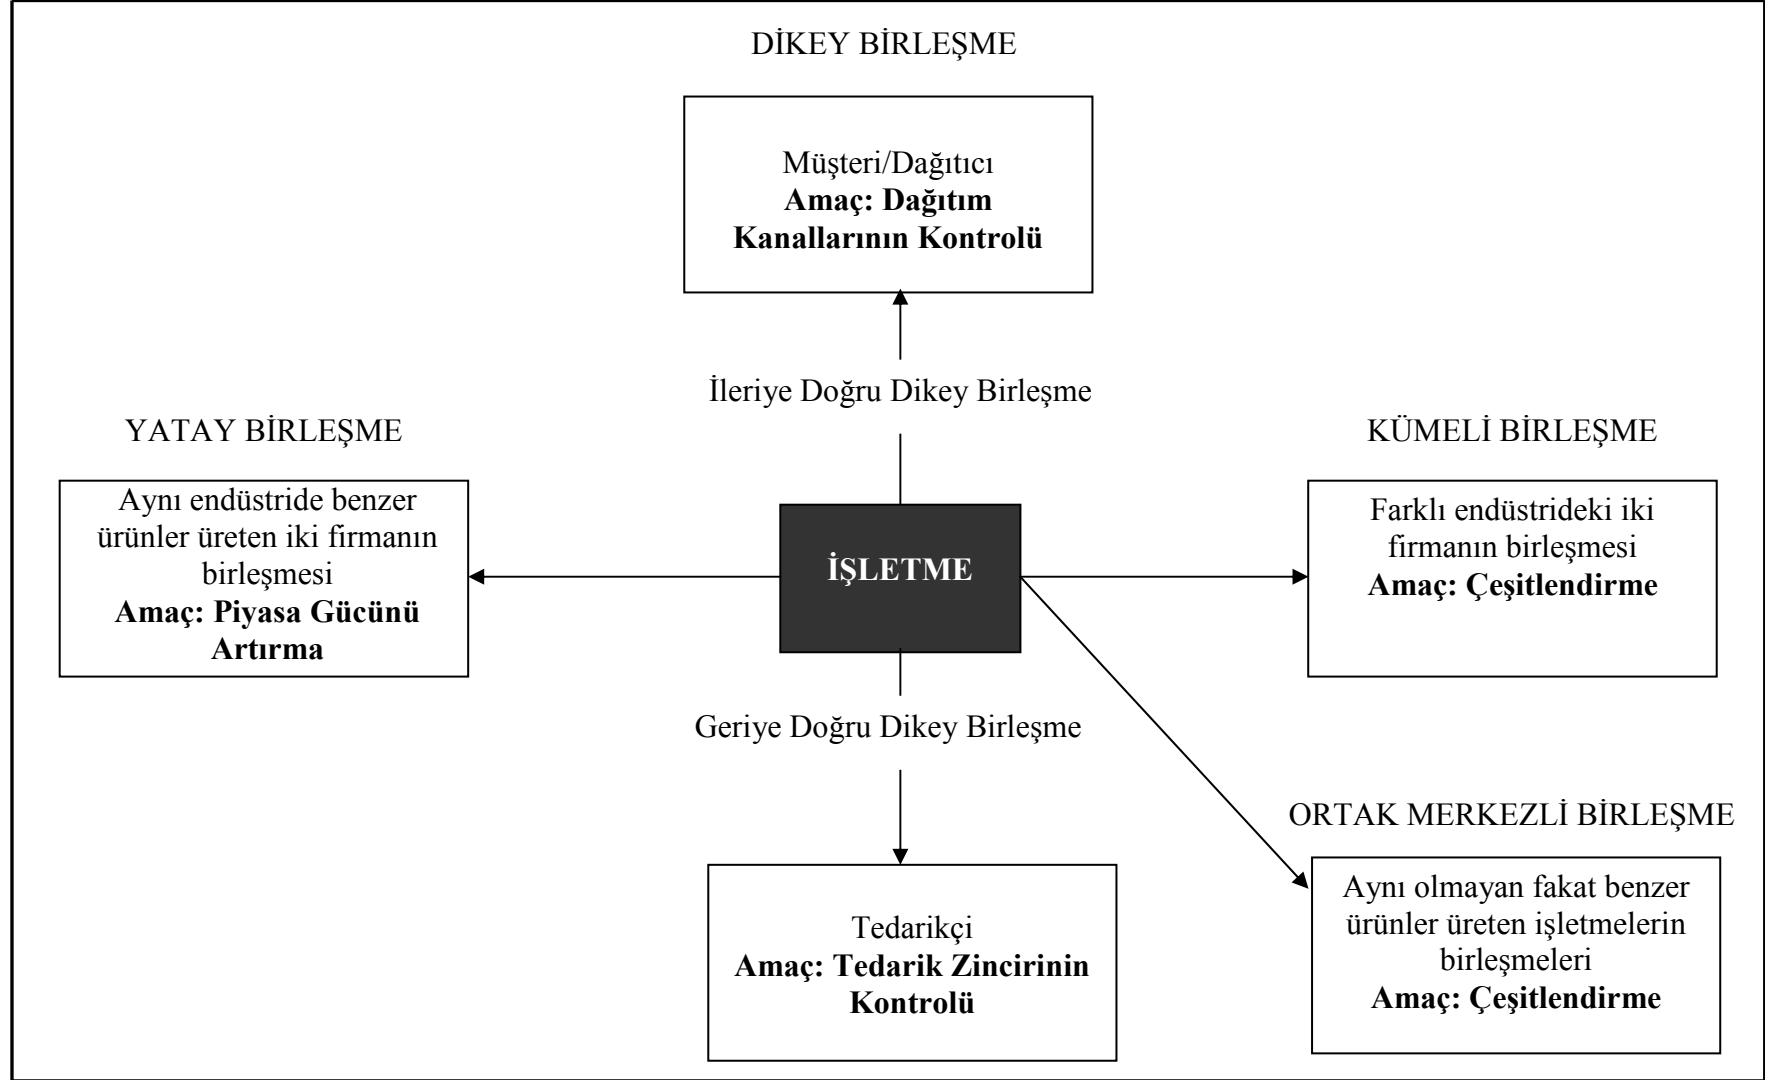 DİKEY BİRLEŞME
Müşteri/Dağıtıcı
Amaç: Dağıtım
Kanallarının Kontrolü
İleriye Doğru Dikey Birleşme
YATAY BİRLEŞME
Aynı endüstride benzer
ürünler üreten iki firmanın
birleşmesi
Amaç: Piyasa Gücünü
Artırma
İŞLETME
KÜMELİ BİRLEŞME
Farklı endüstrideki iki
firmanın birleşmesi
Amaç: Çeşitlendirme
Geriye Doğru Dikey Birleşme
Tedarikçi
Amaç: Tedarik Zincirinin
Kontrolü
ORTAK MERKEZLİ BİRLEŞME
Aynı olmayan fakat benzer
ürünler üreten işletmelerin
birleşmeleri
Amaç: Çeşitlendirme